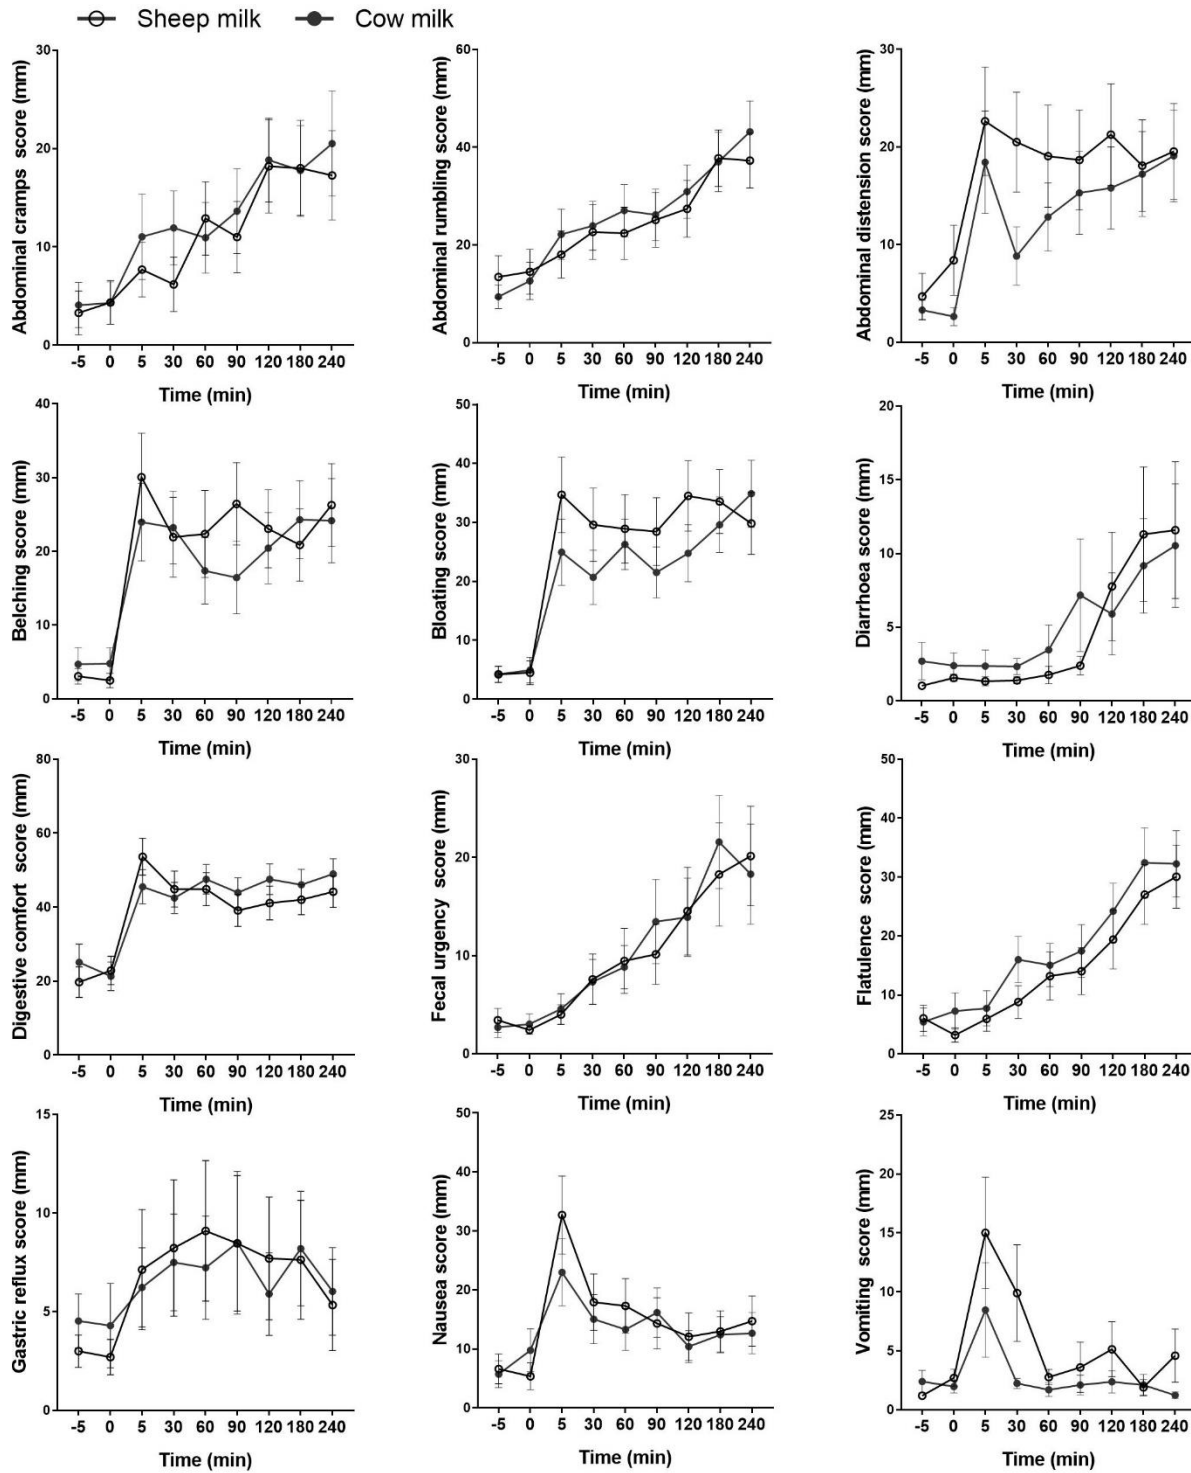 Sheep milk Cow milk
Abdominal cramps score (mm)
30
20
10
0
-5 0 5 30 60 90 120 180 240
Time (min)
Abdominal rumbling score (mm)
60
40
20
0
-5 0 5 30 60 90 120 180 240
Time (min)
Abdominal distension score (mm)
30
20
10
0
-5 0 5 30 60 90 120 180 240
Time (min)
Belching score (mm)
40
30
20
10
0
-5 0 5 30 60 90 120 180 240
Time (min)
Bloating score (mm)
50
40
30
20
10
0
-5 0 5 30 60 90 120 180 240
Time (min)
Diarrhoea score (mm)
20
15
10
5
0
-5 0 5 30 60 90 120 180 240
Time (min)
Digestive comfort score (mm)
80
60
40
20
0
-5 0 5 30 60 90 120 180 240
Time (min)
Fecal urgency score (mm)
30
20
10
0
-5 0 5 30 60 90 120 180 240
Time (min)
Flatulence score (mm)
50
40
30
20
10
0
-5 0 5 30 60 90 120 180 240
Time (min)
Gastric reflux score (mm)
15
10
5
0
-5 0 5 30 60 90 120 180 240
Time (min)
Nausea score (mm)
50
40
30
20
10
0
-5 0 5 30 60 90 120 180 240
Time (min)
Vomiting score (mm)
25
20
15
10
5
0
-5 0 5 30 60 90 120 180 240
Time (min)